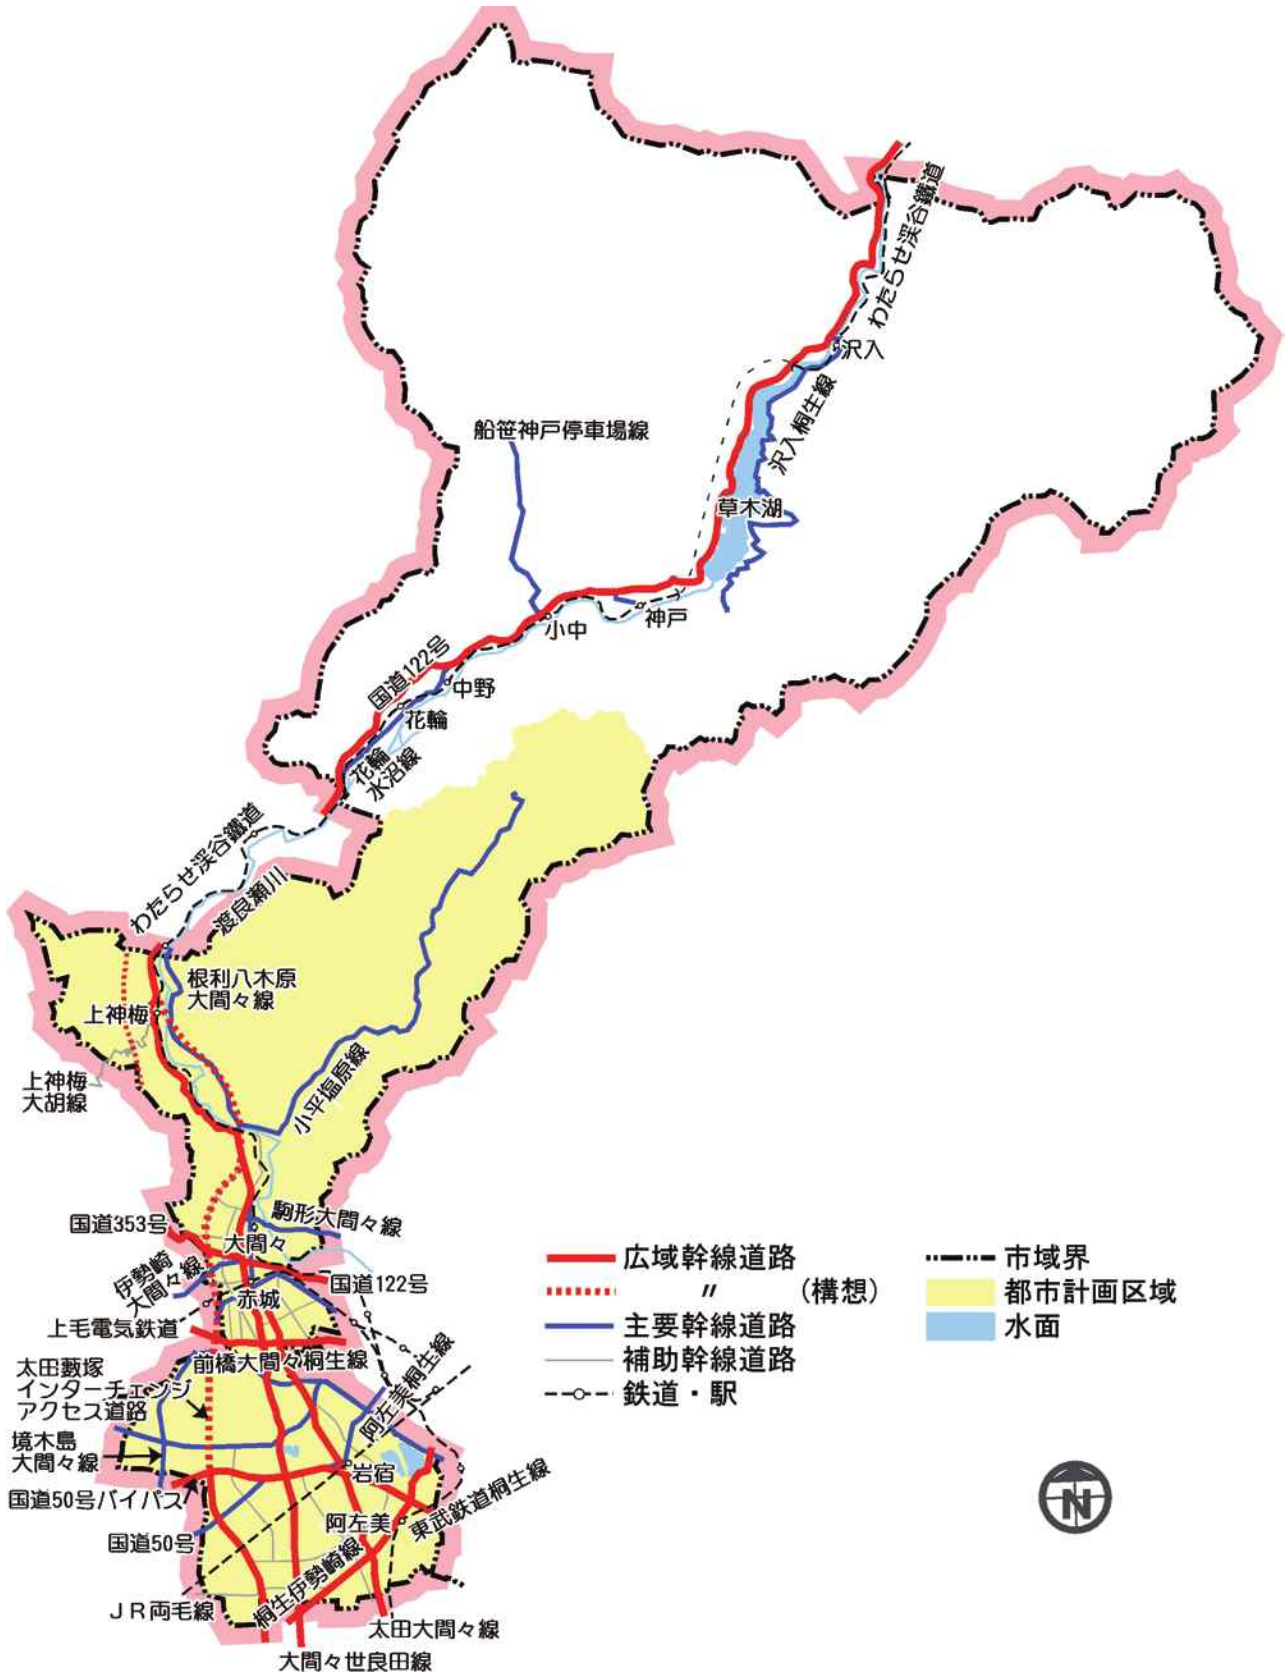 わたらせ渓谷鐵道
沢入
沢入桐生線
船笹神戸停車場線
草木湖
神戸
小中
国道122号
中野
花輪
花輪
水沼線
わたらせ渓谷鐵道
渡良瀬川
根利八木原
大間々線
上神梅
上神梅
大胡線
小平塩原線
駒形大間々線
国道353号
大間々
伊勢崎
大間々線
国道122号
赤城
上毛電気鉄道
前橋大間々桐生線
太田藪塚
インターチェンジ
アクセス道路
阿左美桐生線
境木島
大間々線
岩宿
国道50号バイパス
東武鉄道桐生線
阿左美
国道50号
桐生伊勢崎線
JR両毛線
太田大間々線
大間々世良田線
広域幹線道路
〃 (構想)
主要幹線道路
補助幹線道路
鉄道・駅
市域界
都市計画区域
水面
N